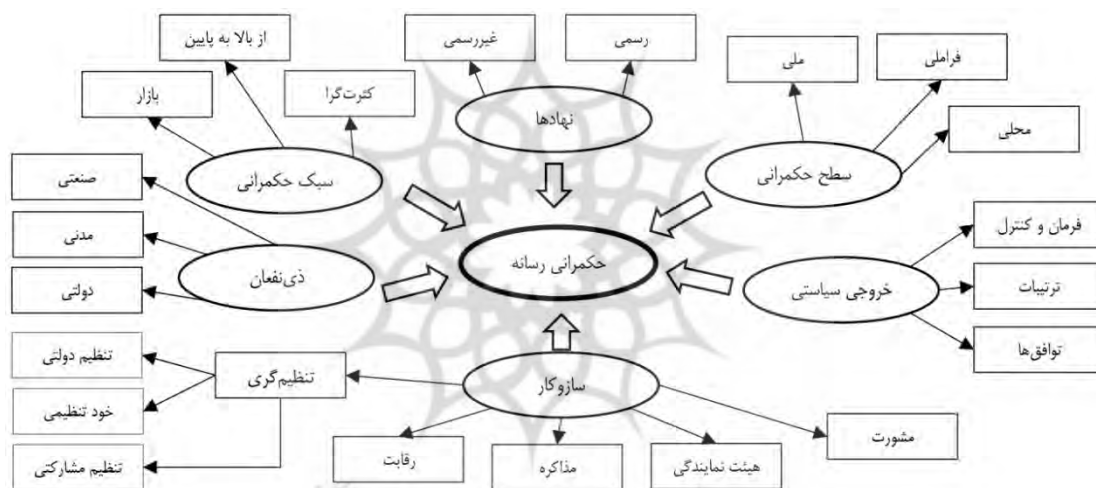 از بالا به پایین
غیررسمی
رسمی
ملی
فراملی
بازار
کثرت‌گرا
نهادها
محلی
صنعتی
سبک حکمرانی
سطح حکمرانی
مدنی
فرمان و کنترل
حکمرانی رسانه
ذی‌نفعان
خروجی سیاستی
دولتی
ترتیبات
توافق‌ها
تنظیم دولتی
تنظیم‌گری
سازوکار
خود تنظیمی
مشورت
تنظیم مشارکتی
رقابت
مذاکره
هیئت نمایندگی